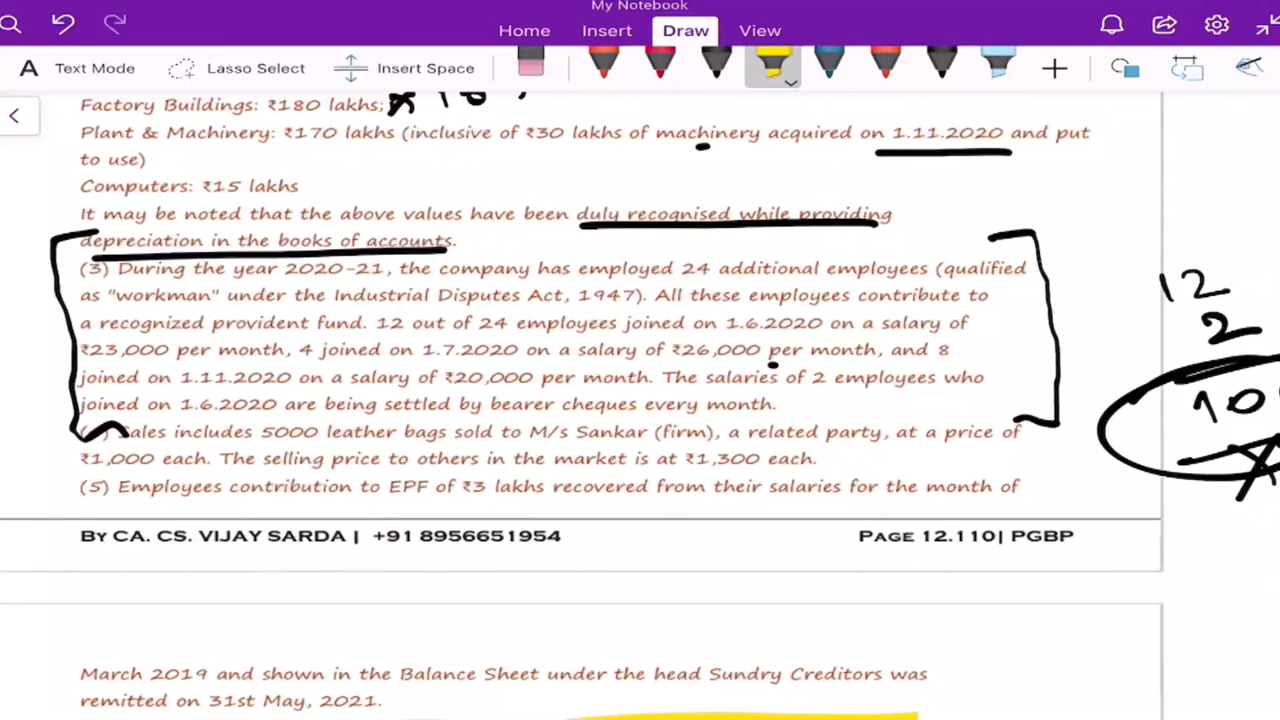 My Notebook
Home Insert Draw View
Text Mode Lasso Select Insert Space
Factory Buildings: ₹180 lakhs;
Plant & Machinery: ₹170 lakhs (inclusive of ₹30 lakhs of machinery acquired on 1.11.2020 and put
to use)
Computers: ₹15 lakhs
It may be noted that the above values have been duly recognised while providing
depreciation in the books of accounts.
(3) During the year 2020-21, the company has employed 24 additional employees (qualified
as "workman" under the Industrial Disputes Act, 1947). All these employees contribute to
a recognized provident fund. 12 out of 24 employees joined on 1.6.2020 on a salary of
₹23,000 per month, 4 joined on 1.7.2020 on a salary of ₹26,000 per month, and 8
joined on 1.11.2020 on a salary of ₹20,000 per month. The salaries of 2 employees who
joined on 1.6.2020 are being settled by bearer cheques every month.
Sales includes 5000 leather bags sold to M/s Sankar (firm), a related party, at a price of
₹1,000 each. The selling price to others in the market is at ₹1,300 each.
(5) Employees contribution to EPF of ₹3 lakhs recovered from their salaries for the month of
12
2
10
BY CA. CS. VIJAY SARDA | +91 8956651954 PAGE 12.110| PGBP
March 2019 and shown in the Balance Sheet under the head Sundry Creditors was
remitted on 31st May, 2021.